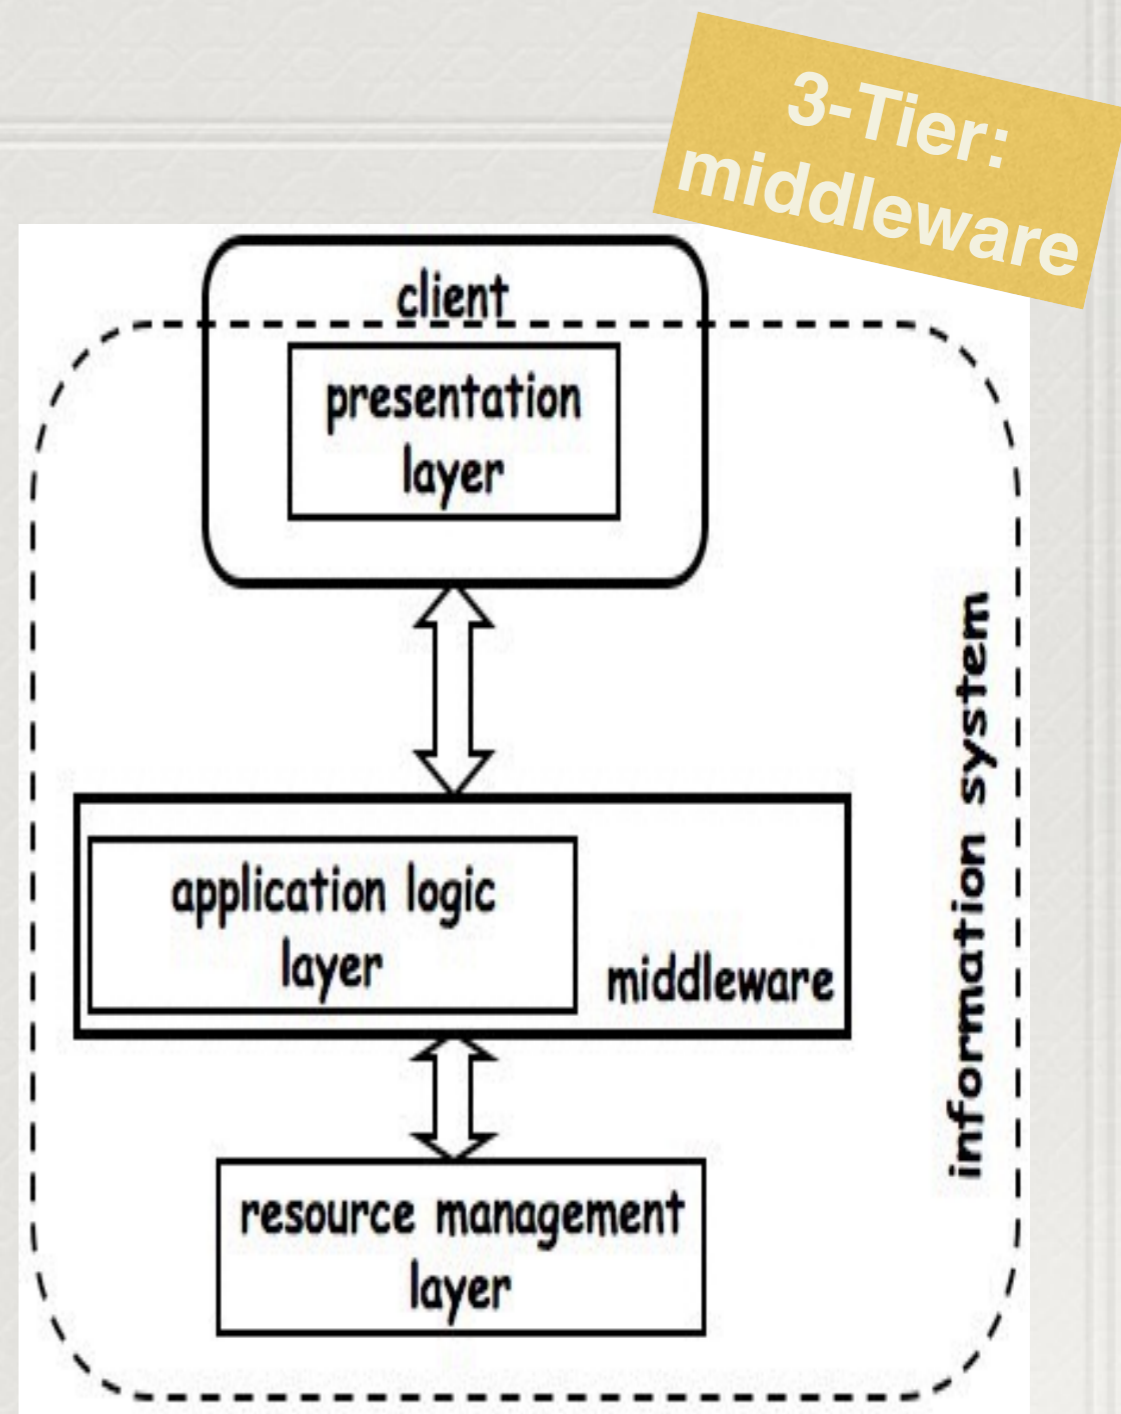 3-Tier:
middleware
client
presentation
layer
application logic
layer
middleware
resource management
layer
information system